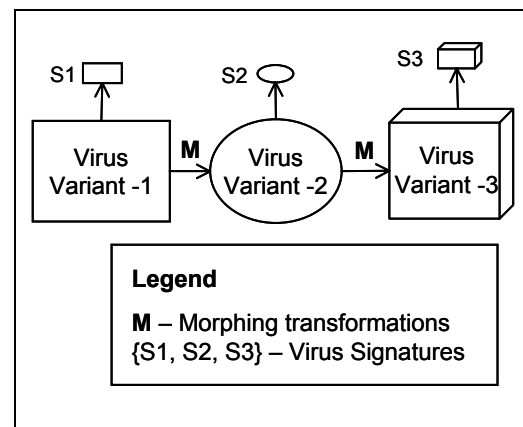 S1
S2
S3
M
M
Virus
Variant -1
Virus
Variant -2
Virus
Variant -3
Legend
M – Morphing transformations
{S1, S2, S3} – Virus Signatures